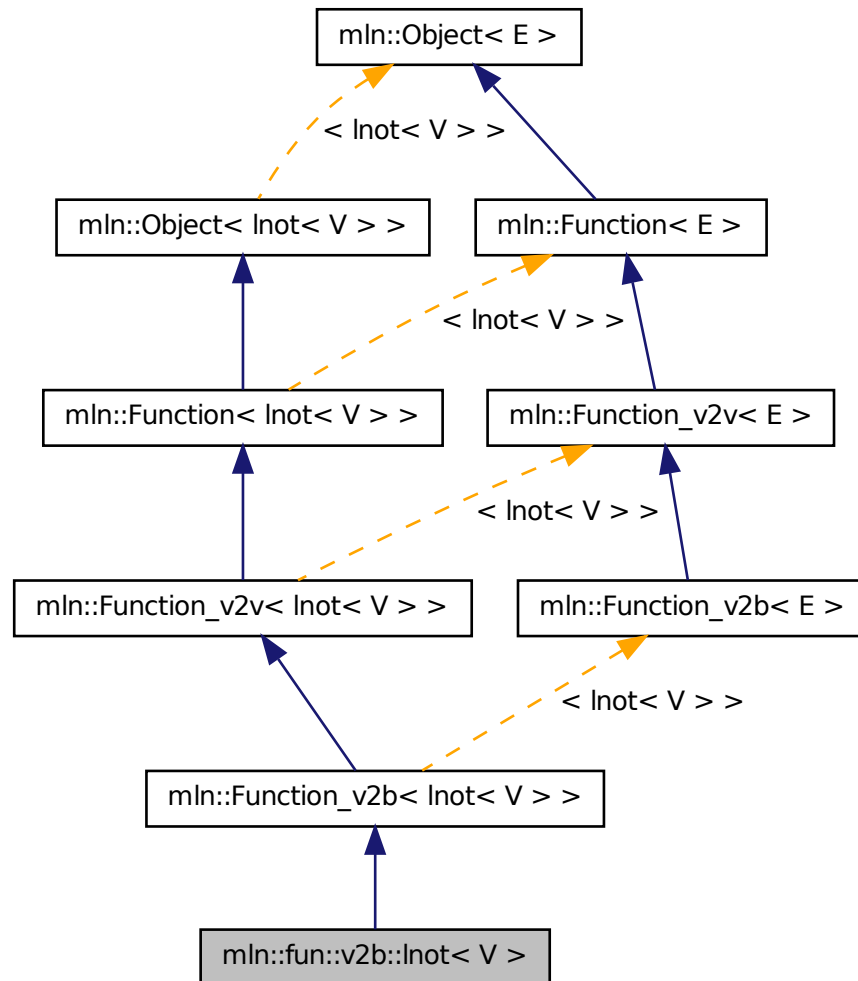 mln::Object< E >
< lnot< V > >
mln::Object< lnot< V > >
mln::Function< E >
< lnot< V > >
mln::Function< lnot< V > >
mln::Function_v2v< E >
< lnot< V > >
mln::Function_v2v< lnot< V > >
mln::Function_v2b< E >
< lnot< V > >
mln::Function_v2b< lnot< V > >
mln::fun::v2b::lnot< V >